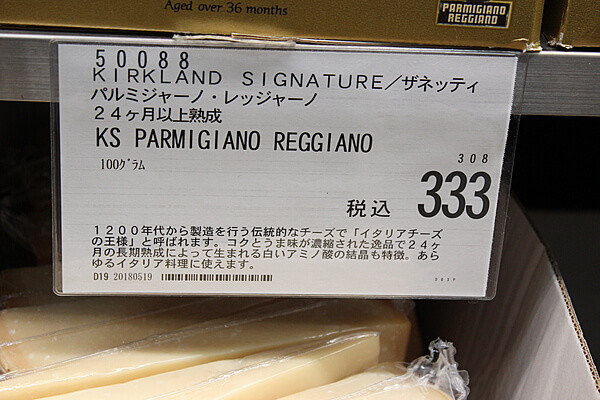 Aged over 36 months
PARMIGIANO
REGGIANO
50088
KIRKLAND SIGNATURE／ザネッティ
パルミジャーノ・レッジャーノ
２４ヶ月以上熟成
KS PARMIGIANO REGGIANO
100ｸﾞﾗﾑ
308
税込 333
１２００年代から製造を行う伝統的なチーズで「イタリアチーズ
の王様」と呼ばれます。コクとうま味が濃縮された逸品で２４ヶ
月の長期熟成によって生まれる白いアミノ酸の結晶も特徴。あら
ゆるイタリア料理に使えます。
D19 20180519